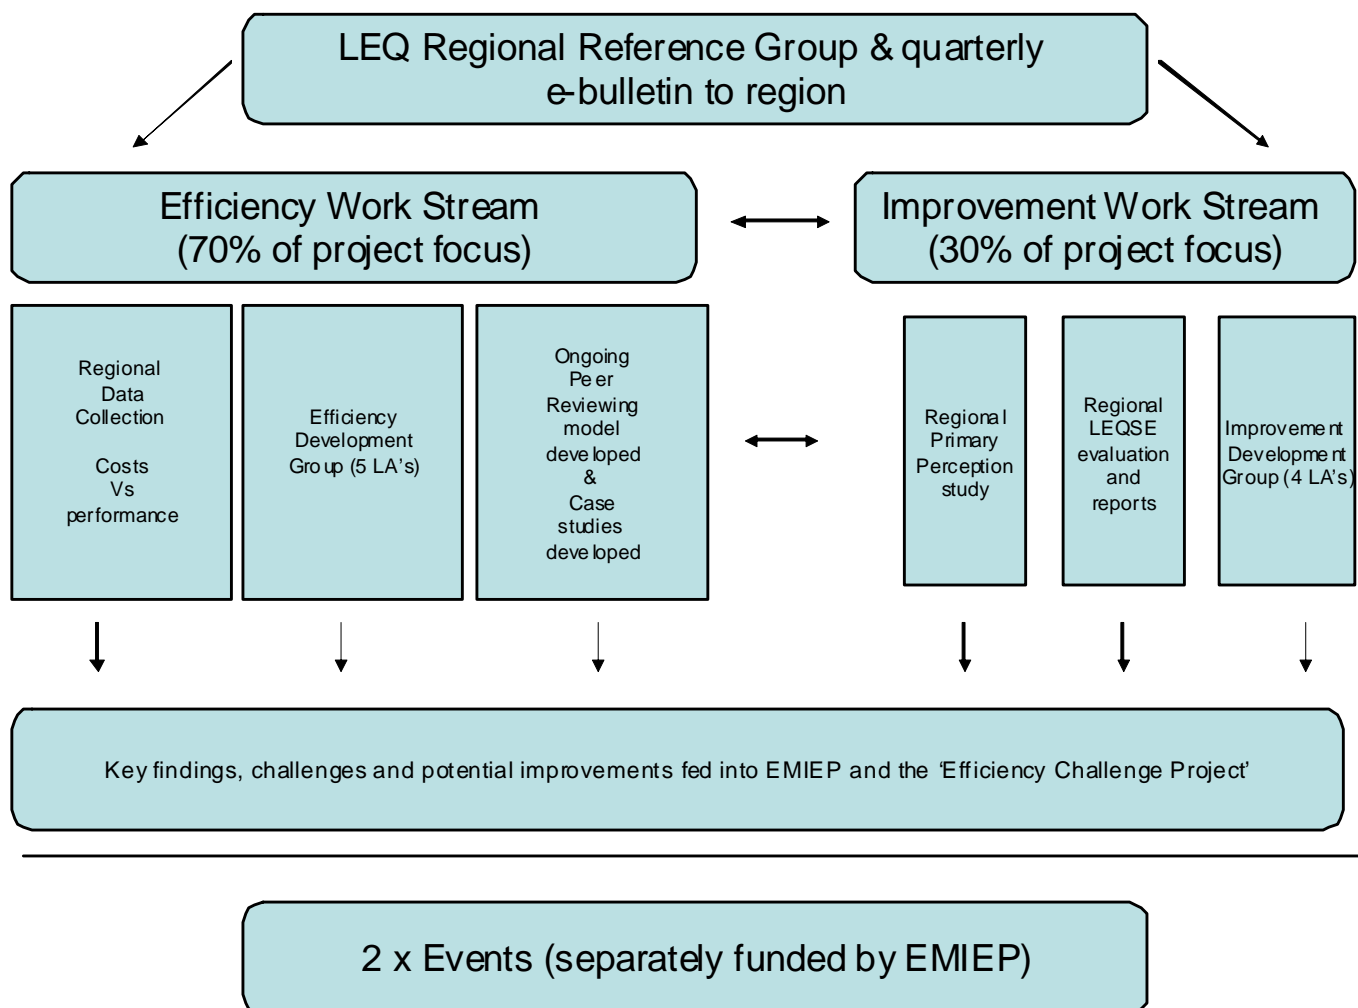 LEQ Regional Reference Group & quarterly
e-bulletin to region
Efficiency Work Stream
(70% of project focus)
Improvement Work Stream
(30% of project focus)
Regional
Data
Collection
Costs
Vs
performance
Efficiency
Development
Group (5 LA's)
Ongoing
Peer
Reviewing
model
developed
&
Case
studies
developed
Regional
Primary
Perception
study
Regional
LEQSE
evaluation
and
reports
Improvement
Development
Group (4 LA's)
Key findings, challenges and potential improvements fed into EMIEP and the ‘Efficiency Challenge Project’
2 x Events (separately funded by EMIEP)